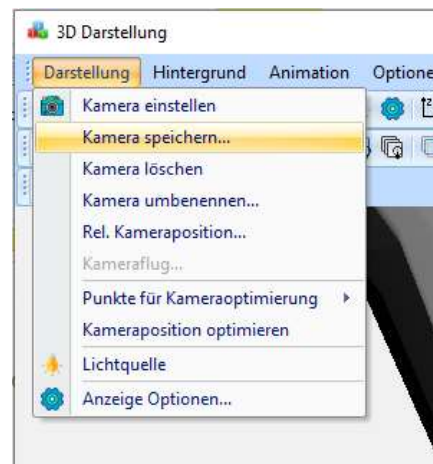 3D Darstellung
Darstellung Hintergrund Animation
Kamera einstellen
Kamera speichern...
Kamera löschen
Kamera umbenennen...
Rel. Kameraposition...
Kameraflug...
Punkte für Kameraoptimierung
Kameraposition optimieren
Lichtquelle
Anzeige Optionen...